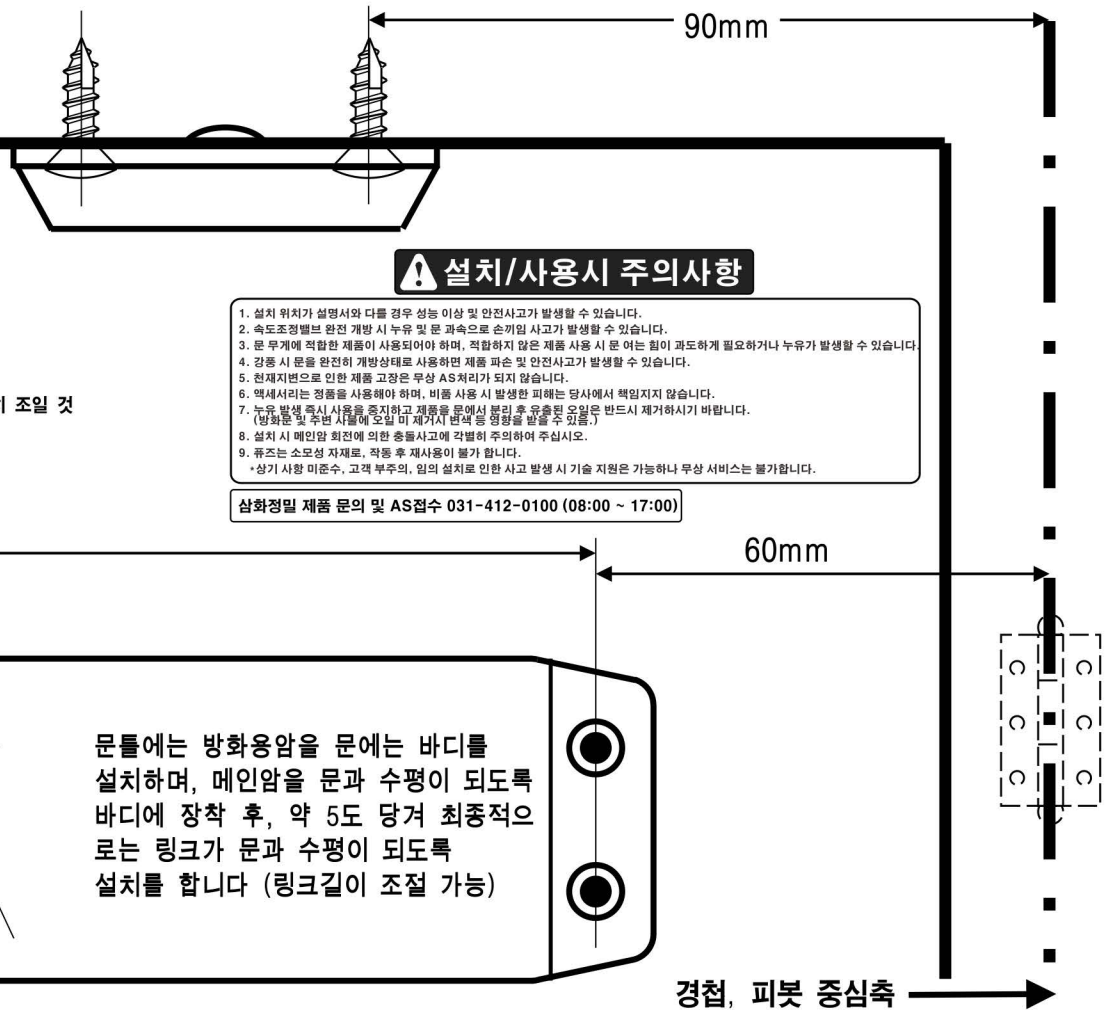 90mm
설치/사용시 주의사항
1. 설치 위치가 설명서와 다를 경우 성능 이상 및 안전사고가 발생할 수 있습니다.
2. 속도조정밸브 완전 개방 시 누유 및 문 과속으로 손끼임 사고가 발생할 수 있습니다.
3. 문 무게에 적합한 제품이 사용되어야 하며, 적합하지 않은 제품 사용 시 문 여는 힘이 과도하게 필요하거나 누유가 발생할 수 있습니다.
4. 강풍 시 문을 완전히 개방상태로 사용하면 제품 파손 및 안전사고가 발생할 수 있습니다.
5. 천재지변으로 인한 제품 고장은 무상 AS처리가 되지 않습니다.
6. 액세서리는 정품을 사용해야 하며, 비품 사용 시 발생한 피해는 당사에서 책임지지 않습니다.
7. 누유 발생 즉시 사용을 중지하고 제품을 문에서 분리 후 유출된 오일은 반드시 제거하시기 바랍니다.
(방화문 및 주변 사물에 오일 미 제거시 변색 등 영향을 받을 수 있음.)
8. 설치 시 메인암 회전에 의한 충돌사고에 각별히 주의하여 주십시오.
9. 퓨즈는 소모성 자재로, 작동 후 재사용이 불가 합니다.
*상기 사항 미준수, 고객 부주의, 임의 설치로 인한 사고 발생 시 기술 지원은 가능하나 무상 서비스는 불가합니다.
조일 것
삼화정밀 제품 문의 및 AS접수 031-412-0100 (08:00 ~ 17:00)
60mm
문틀에는 방화용암을 문에는 바디를
설치하며, 메인암을 문과 수평이 되도록
바디에 장착 후, 약 5도 당겨 최종적으
로는 링크가 문과 수평이 되도록
설치를 합니다 (링크길이 조절 가능)
경첩, 피봇 중심축